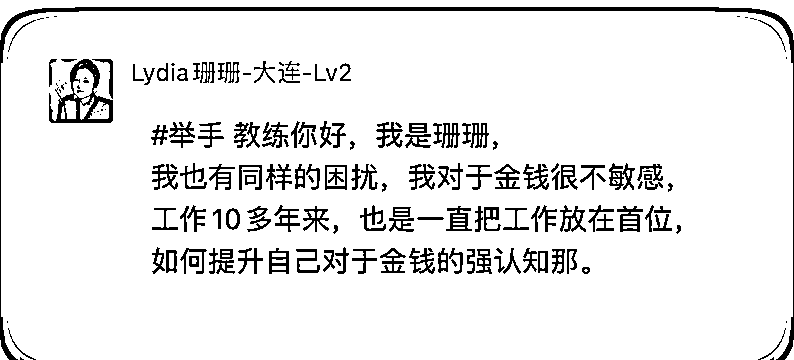 Lydia珊珊-大连-Lv2
#举手 教练你好，我是珊珊，
我也有同样的困扰，我对于金钱很不敏感，
工作10多年来，也是一直把工作放在首位，
如何提升自己对于金钱的强认知那。